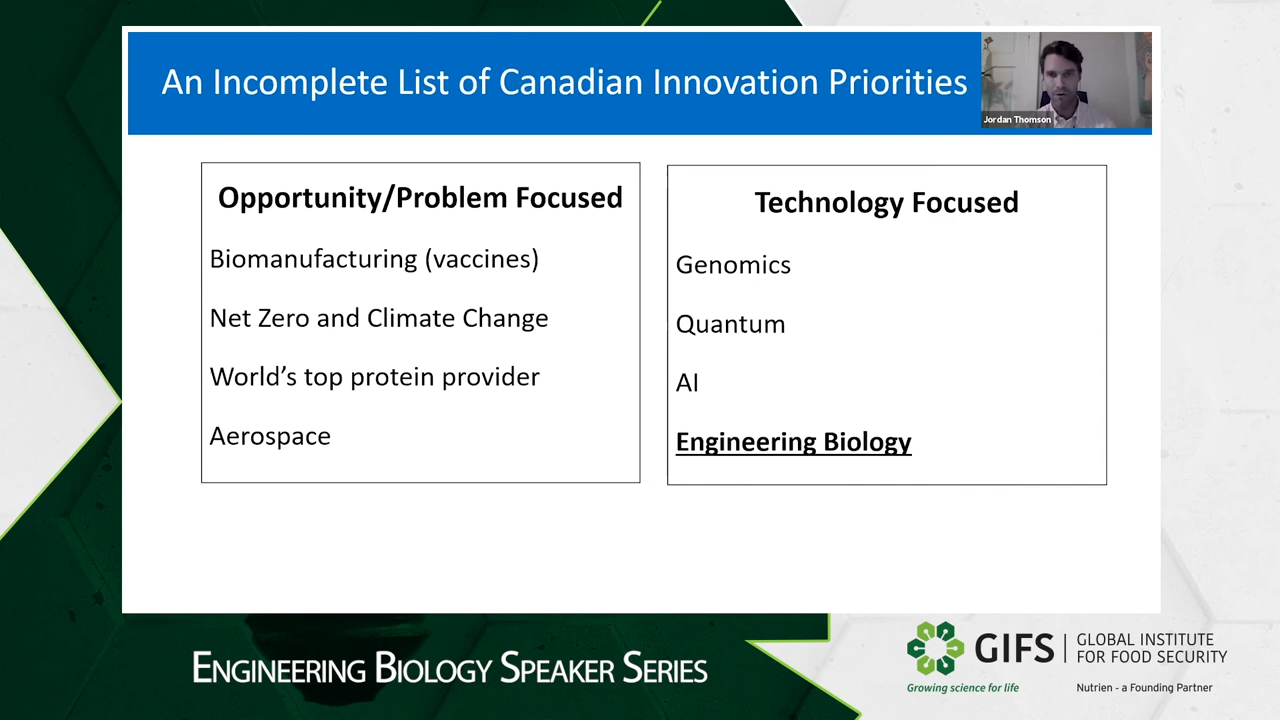 An Incomplete List of Canadian Innovation Priorities
Jordan Thomson
Opportunity/Problem Focused
Biomanufacturing (vaccines)
Net Zero and Climate Change
World's top protein provider
Aerospace
Technology Focused
Genomics
Quantum
AI
Engineering Biology
ENGINEERING BIOLOGY SPEAKER SERIES
GIFS
GLOBAL INSTITUTE
FOR FOOD SECURITY
Growing science for life
Nutrien - a Founding Partner